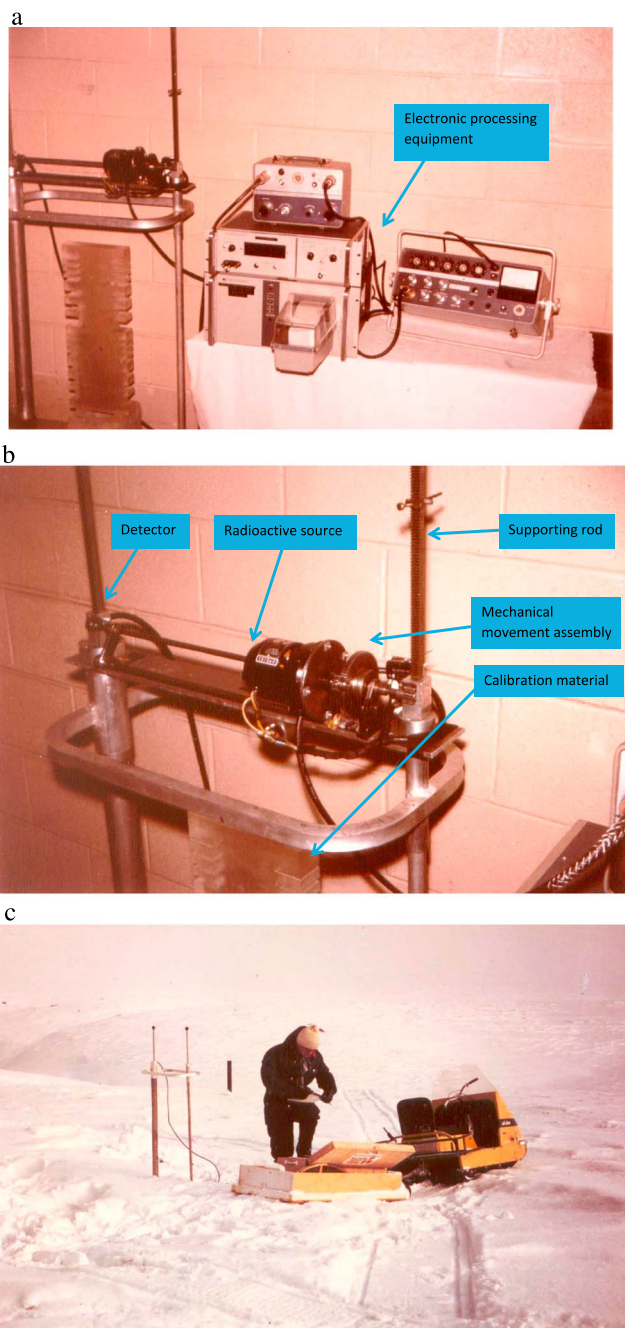 a
Electronic processing
equipment
b
Detector
Radioactive source
Supporting rod
Mechanical
movement assembly
Calibration material
c